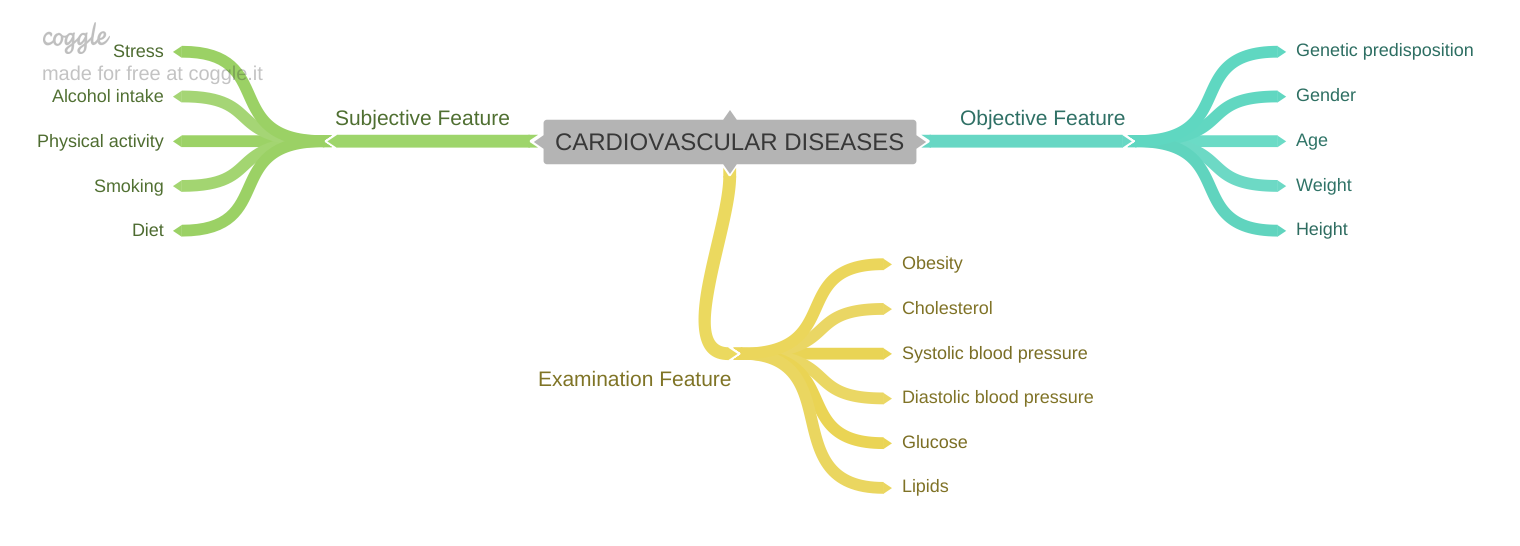 coggle
made for free at coggle.it
Stress
Alcohol intake
Physical activity
Smoking
Diet
Subjective Feature
CARDIOVASCULAR DISEASES
Objective Feature
Genetic predisposition
Gender
Age
Weight
Height
Examination Feature
Obesity
Cholesterol
Systolic blood pressure
Diastolic blood pressure
Glucose
Lipids